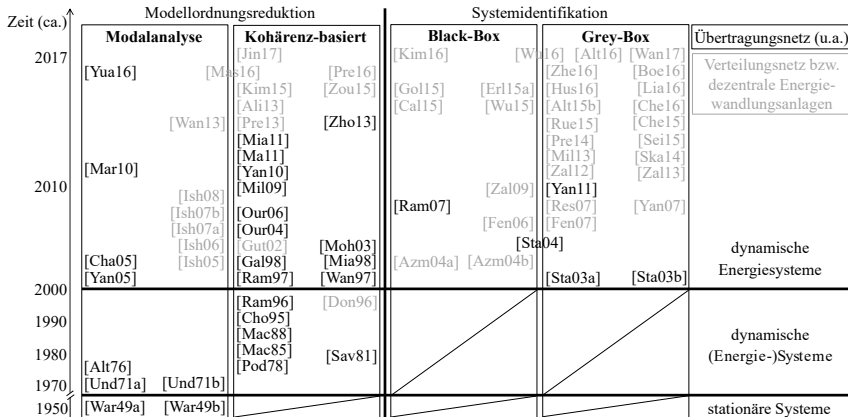 Modellordnungsreduktion Systemidentifikation
Zeit (ca.)
Modalanalyse Kohärenz-basiert Black-Box Grey-Box Übertragungsnetz (u.a.)
2017 [Jin17] [Kim16] [Wu16] [Alt16] [Wan17] Verteilungsnetz bzw.
[Yua16] [Mas16] [Pre16] [Zhe16] [Boe16] dezentrale Energie-
[Kim15] [Zou15] [Gol15] [Erl15a] [Hus16] [Lia16] wandlungsanlagen
[Ali13] [Cal15] [Wu15] [Alt15b] [Che16]
[Wan13] [Pre13] [Zho13] [Rue15] [Che15]
[Mia11] [Pre14] [Sei15]
[Ma11] [Mil13] [Ska14]
[Mar10] [Yan10] [Zal12] [Zal13]
2010 [Mil09] [Zal09] [Yan11]
[Ish08] [Ram07] [Res07] [Yan07]
[Ish07b] [Our06]
[Ish07a] [Our04] [Fen06] [Fen07]
[Ish06] [Gut02] [Moh03] [Sta04] dynamische
[Cha05] [Ish05] [Gal98] [Mia98] [Azm04a] [Azm04b] Energiesysteme
[Yan05] [Ram97] [Wan97] [Sta03a] [Sta03b]
2000
[Ram96] [Don96]
1990 [Cho95]
[Mac88] dynamische
1980 [Mac85] [Sav81] (Energie-)Systeme
[Alt76] [Pod78]
1970 [Und71a] [Und71b]
1950 [War49a] [War49b] stationäre Systeme